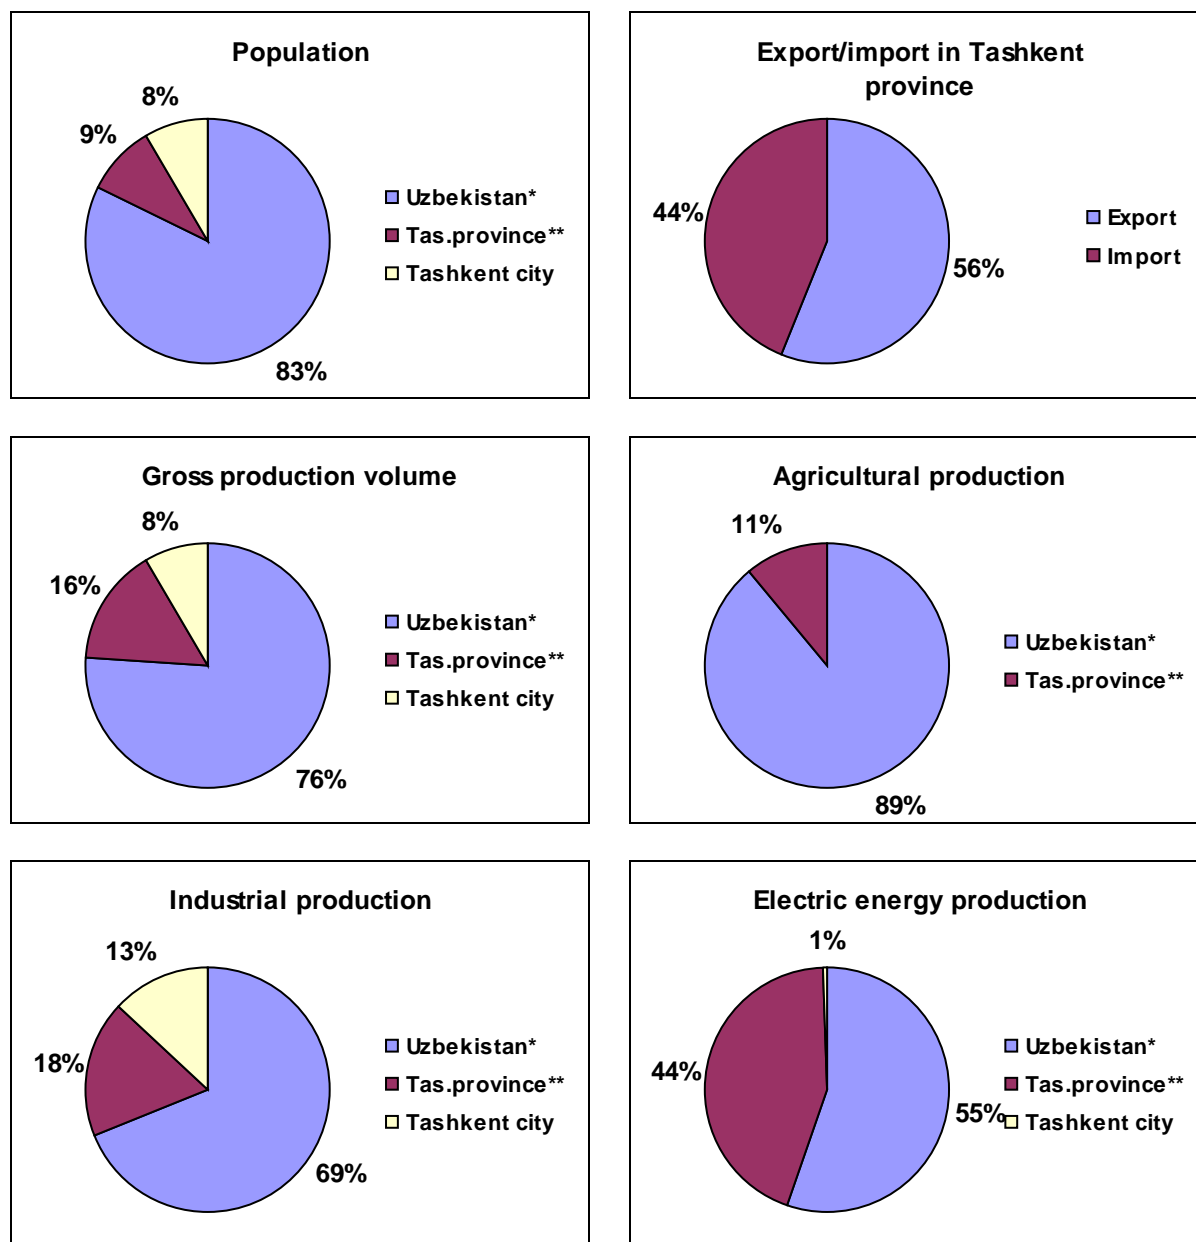 Population
8%
9%
Uzbekistan*
Tas.province**
Tashkent city
83%
Export/import in Tashkent
province
44%
Export
Import
56%
Gross production volume
8%
16%
Uzbekistan*
Tas.province**
Tashkent city
76%
Agricultural production
11%
Uzbekistan*
Tas.province**
89%
Industrial production
13%
18%
Uzbekistan*
Tas.province**
Tashkent city
69%
Electric energy production
1%
44%
Uzbekistan*
Tas.province**
55%
Tashkent city